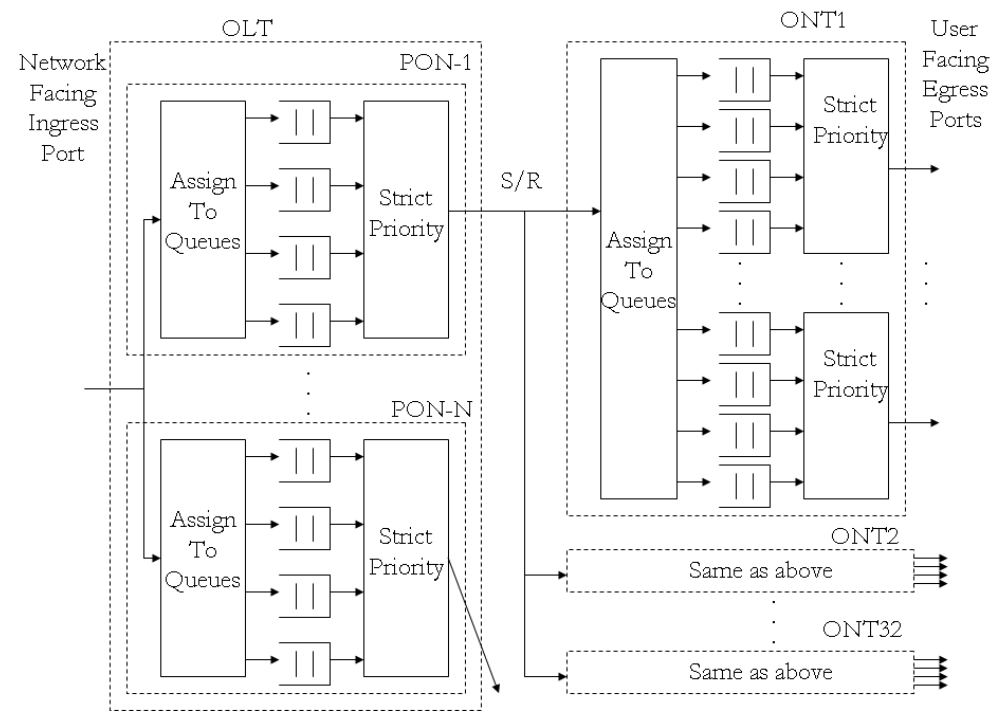 OLT
ONT1
Network
Facing
Ingress
Port
PON-1
User
Facing
Egress
Ports
Assign
To
Queues
Strict
Priority
S/R
Assign
To
Queues
Strict
Priority
Strict
Priority
PON-N
Assign
To
Queues
Strict
Priority
ONT2
Same as above
ONT32
Same as above